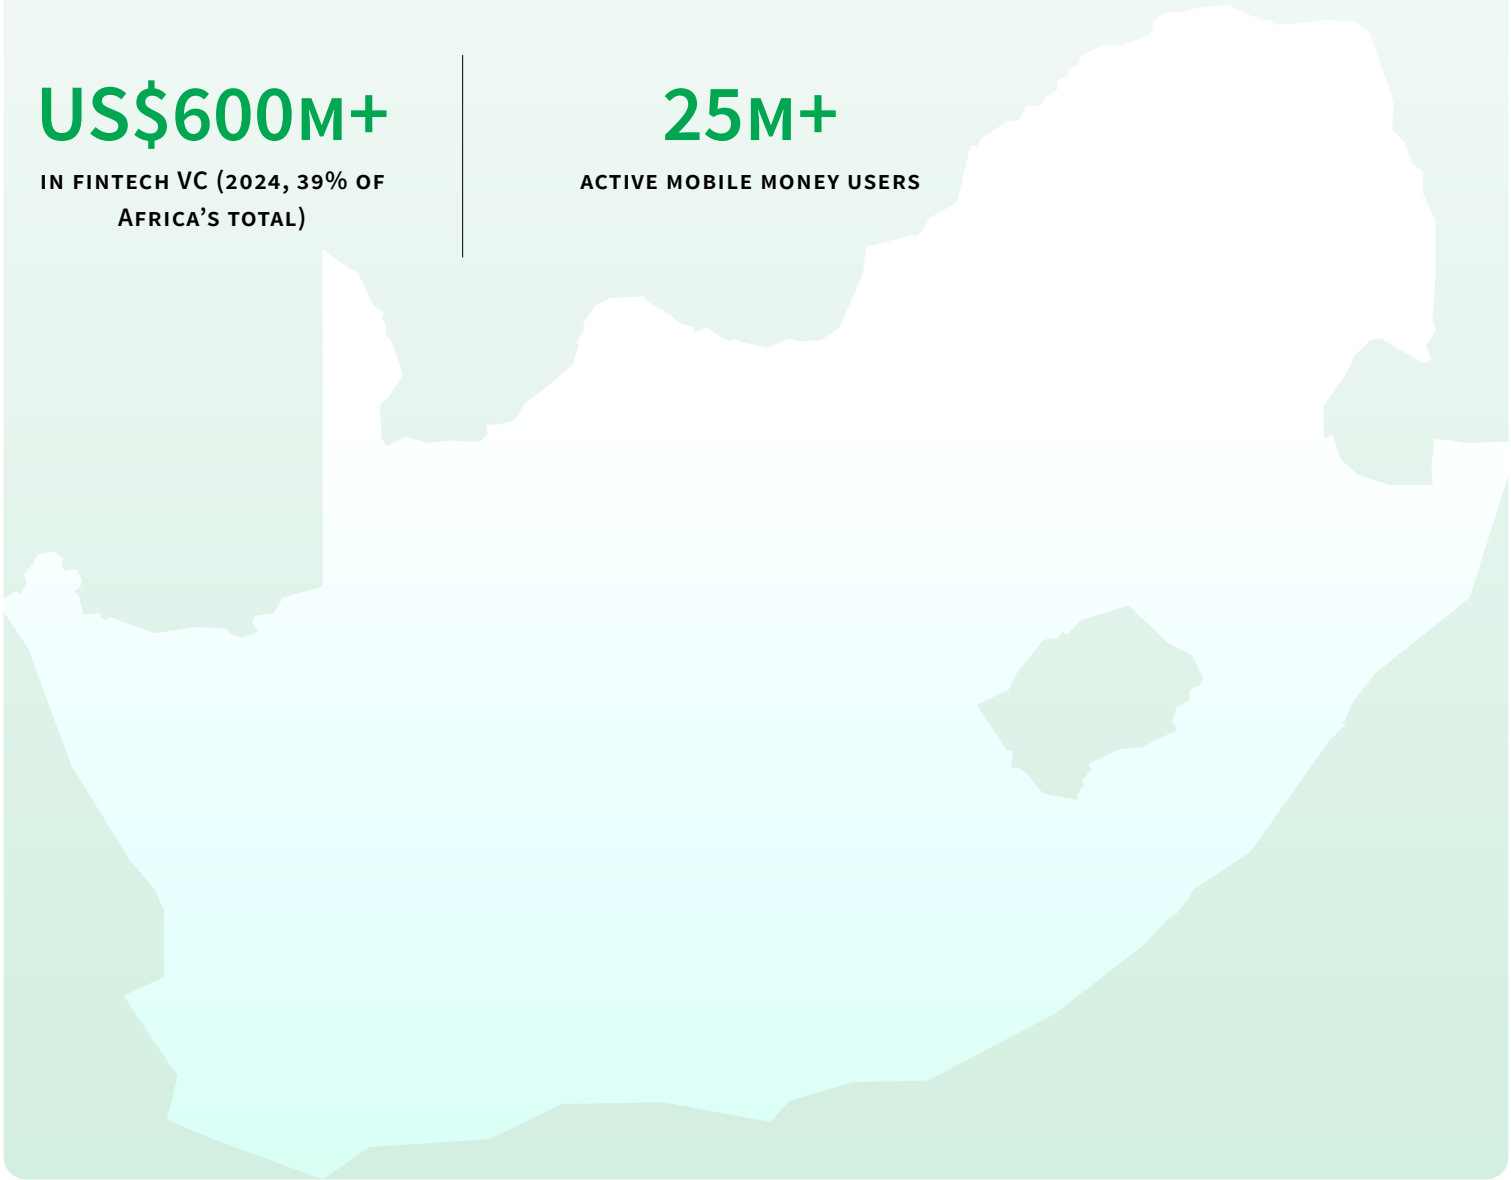 US$600M+
IN FINTECH VC (2024, 39% OF
AFRICA’S TOTAL)
25M+
ACTIVE MOBILE MONEY USERS